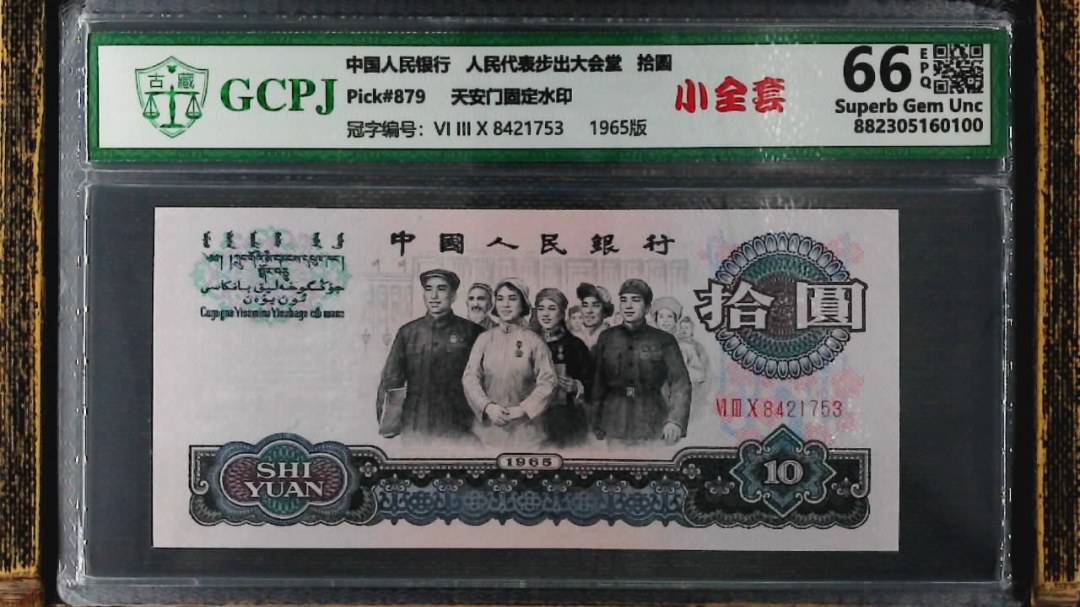 古 藏
GCPJ
中国人民银行 人民代表步出大会堂 拾圆
Pick#879 天安门固定水印
冠字编号：VI III X 8421753 1965版
小全套
66
EPQ
Superb Gem Unc
882305160100
中國人民銀行
拾圓
VI III X 8421753
1965
SHI
YUAN
10